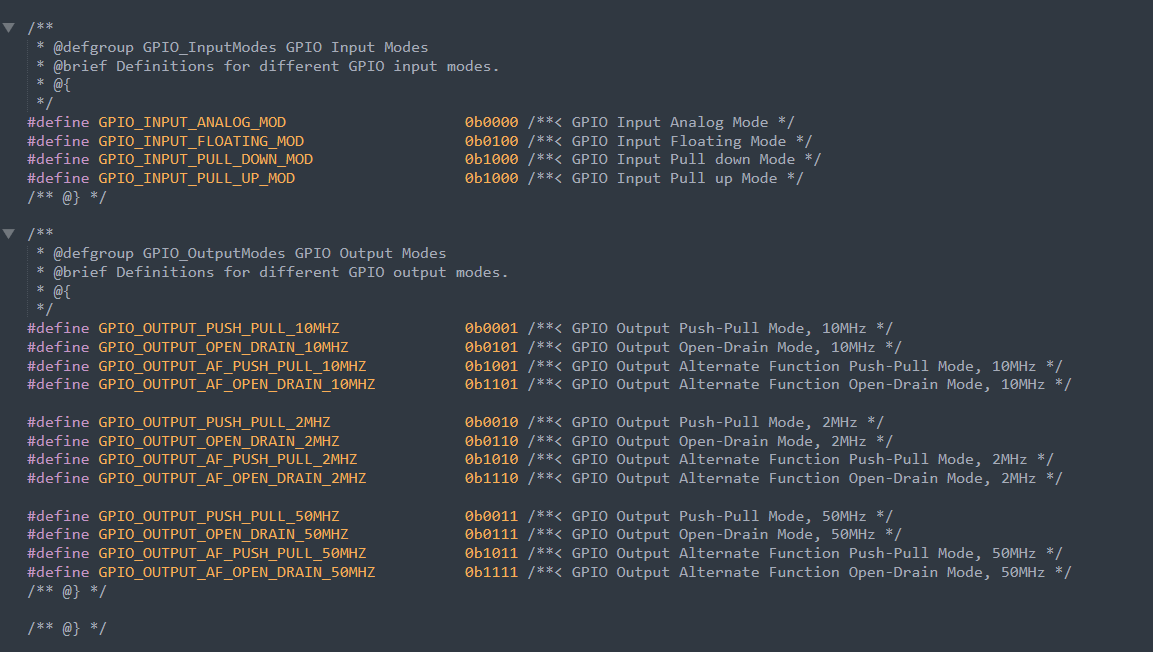 /**
 * @defgroup GPIO_InputModes GPIO Input Modes
 * @brief Definitions for different GPIO input modes.
 * @{
 */
#define GPIO_INPUT_ANALOG_MOD                    0b0000 /**< GPIO Input Analog Mode */
#define GPIO_INPUT_FLOATING_MOD                  0b0100 /**< GPIO Input Floating Mode */
#define GPIO_INPUT_PULL_DOWN_MOD                 0b1000 /**< GPIO Input Pull down Mode */
#define GPIO_INPUT_PULL_UP_MOD                   0b1000 /**< GPIO Input Pull up Mode */
/** @} */

/**
 * @defgroup GPIO_OutputModes GPIO Output Modes
 * @brief Definitions for different GPIO output modes.
 * @{
 */
#define GPIO_OUTPUT_PUSH_PULL_10MHZ              0b0001 /**< GPIO Output Push-Pull Mode, 10MHz */
#define GPIO_OUTPUT_OPEN_DRAIN_10MHZ             0b0101 /**< GPIO Output Open-Drain Mode, 10MHz */
#define GPIO_OUTPUT_AF_PUSH_PULL_10MHZ           0b1001 /**< GPIO Output Alternate Function Push-Pull Mode, 10MHz */
#define GPIO_OUTPUT_AF_OPEN_DRAIN_10MHZ          0b1101 /**< GPIO Output Alternate Function Open-Drain Mode, 10MHz */

#define GPIO_OUTPUT_PUSH_PULL_2MHZ               0b0010 /**< GPIO Output Push-Pull Mode, 2MHz */
#define GPIO_OUTPUT_OPEN_DRAIN_2MHZ              0b0110 /**< GPIO Output Open-Drain Mode, 2MHz */
#define GPIO_OUTPUT_AF_PUSH_PULL_2MHZ            0b1010 /**< GPIO Output Alternate Function Push-Pull Mode, 2MHz */
#define GPIO_OUTPUT_AF_OPEN_DRAIN_2MHZ           0b1110 /**< GPIO Output Alternate Function Open-Drain Mode, 2MHz */

#define GPIO_OUTPUT_PUSH_PULL_50MHZ              0b0011 /**< GPIO Output Push-Pull Mode, 50MHz */
#define GPIO_OUTPUT_OPEN_DRAIN_50MHZ             0b0111 /**< GPIO Output Open-Drain Mode, 50MHz */
#define GPIO_OUTPUT_AF_PUSH_PULL_50MHZ           0b1011 /**< GPIO Output Alternate Function Push-Pull Mode, 50MHz */
#define GPIO_OUTPUT_AF_OPEN_DRAIN_50MHZ          0b1111 /**< GPIO Output Alternate Function Open-Drain Mode, 50MHz */
/** @} */

/** @} */